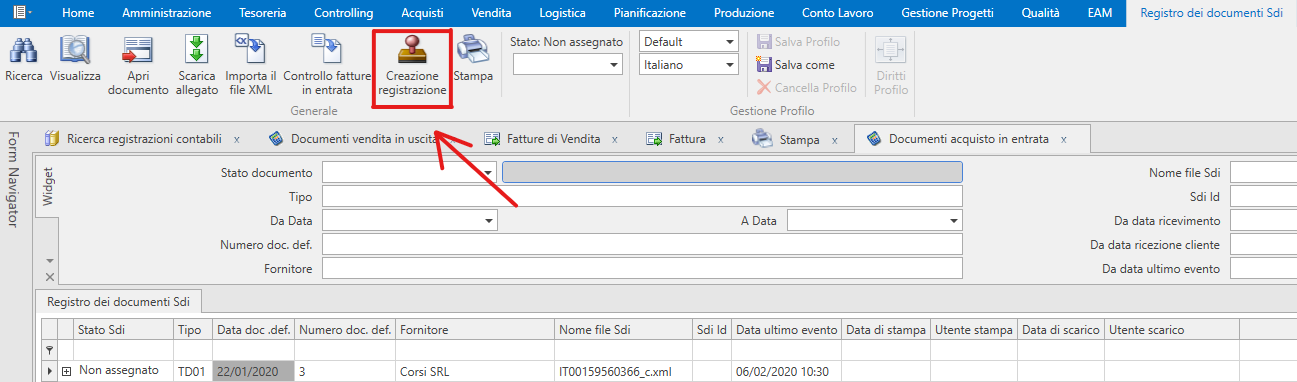 Home Amministrazione Tesoreria Controlling Acquisti Vendita Logistica Pianificazione Produzione Conto Lavoro Gestione Progetti Qualità EAM Registro dei documenti Sdi
Ricerca Visualizza Apri documento Scarica allegato Importa il file XML Controllo fatture in entrata Creazione registrazione Stampa
Stato: Non assegnato
Default
Italiano
Salva Profilo
Salva come
Cancella Profilo
Diritti Profilo
Generale Gestione Profilo
Form Navigator
Ricerca registrazioni contabili x Documenti vendita in uscita Fatture di Vendita x Fattura x Stampa x Documenti acquisto in entrata x
Widget
Stato documento Nome file Sdi
Tipo Sdi Id
Da Data A Data Da data ricevimento
Numero doc. def. Da data ricezione cliente
Fornitore Da data ultimo evento
Registro dei documenti Sdi
Stato Sdi Tipo Data doc .def. Numero doc. def. Fornitore Nome file Sdi Sdi Id Data ultimo evento Data di stampa Utente stampa Data di scarico Utente scarico
Non assegnato TD01 22/01/2020 3 Corsi SRL IT00159560366_c.xml 06/02/2020 10:30